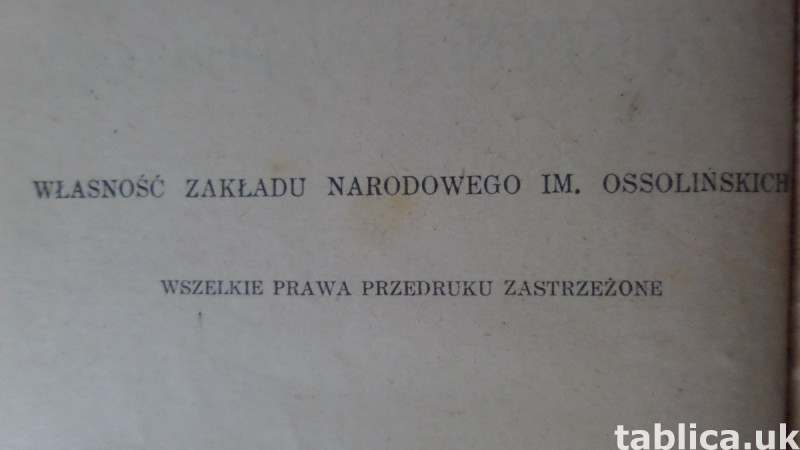 WŁASNOŚĆ ZAKŁADU NARODOWEGO IM. OSSOLIŃSKICH
WSZELKIE PRAWA PRZEDRUKU ZASTRZEŻONE
tablica.uk